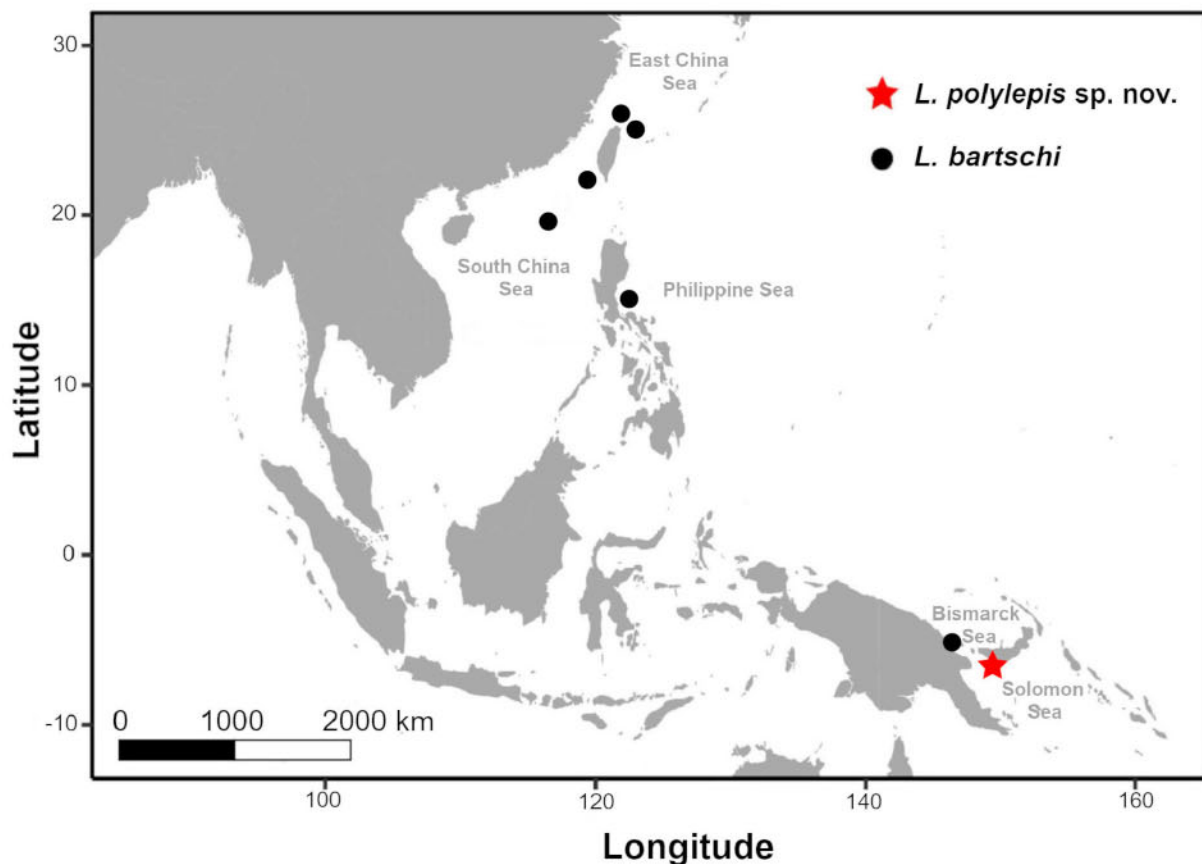 30
East China
Sea
L. polylepis sp. nov.
L. bartschi
20
South China
Sea
Philippine Sea
10
Latitude
0
Bismarck
Sea
Solomon
Sea
-10
0 1000 2000 km
100 120 140 160
Longitude